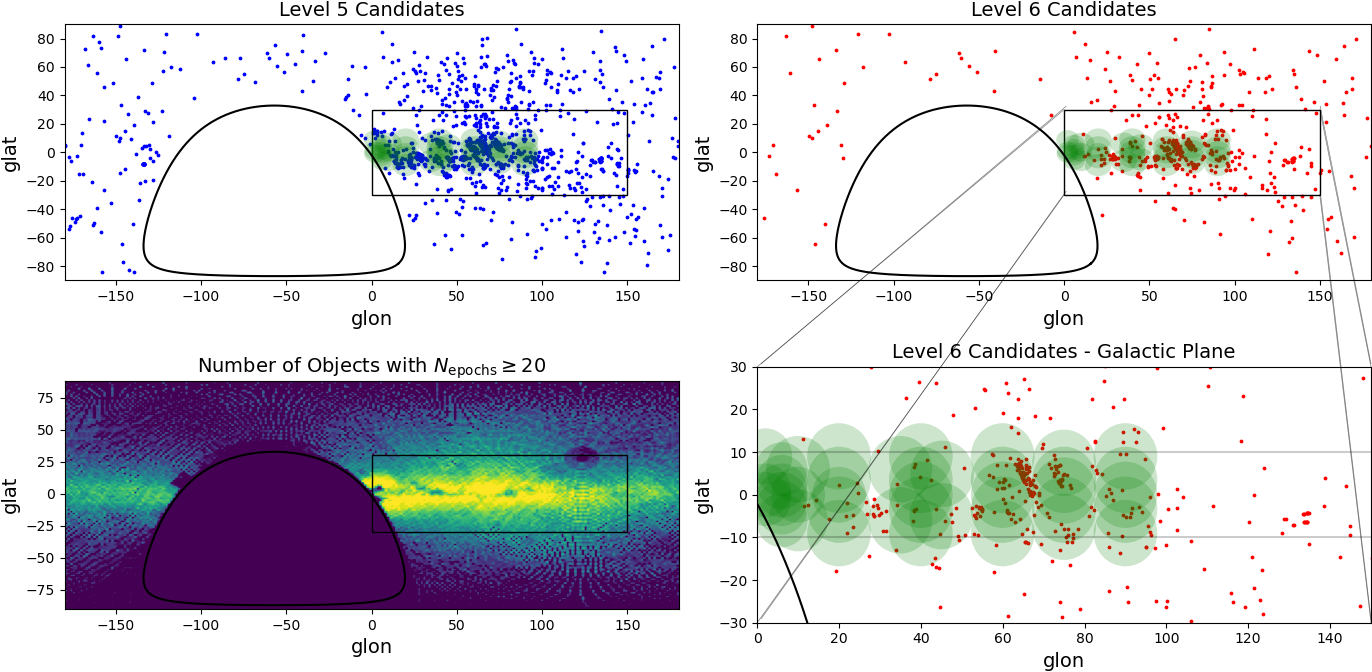 Level 5 Candidates
80
60
40
20
0
−20
−40
−60
−80
glat
−150 −100 −50 0 50 100 150
glon
Level 6 Candidates
80
60
40
20
0
−20
−40
−60
−80
glat
−150 −100 −50 0 50 100 150
glon
Number of Objects with Nepochs ≥ 20
75
50
25
0
−25
−50
−75
glat
−150 −100 −50 0 50 100 150
glon
Level 6 Candidates - Galactic Plane
30
20
10
0
−10
−20
−30
glat
0 20 40 60 80 100 120 140
glon